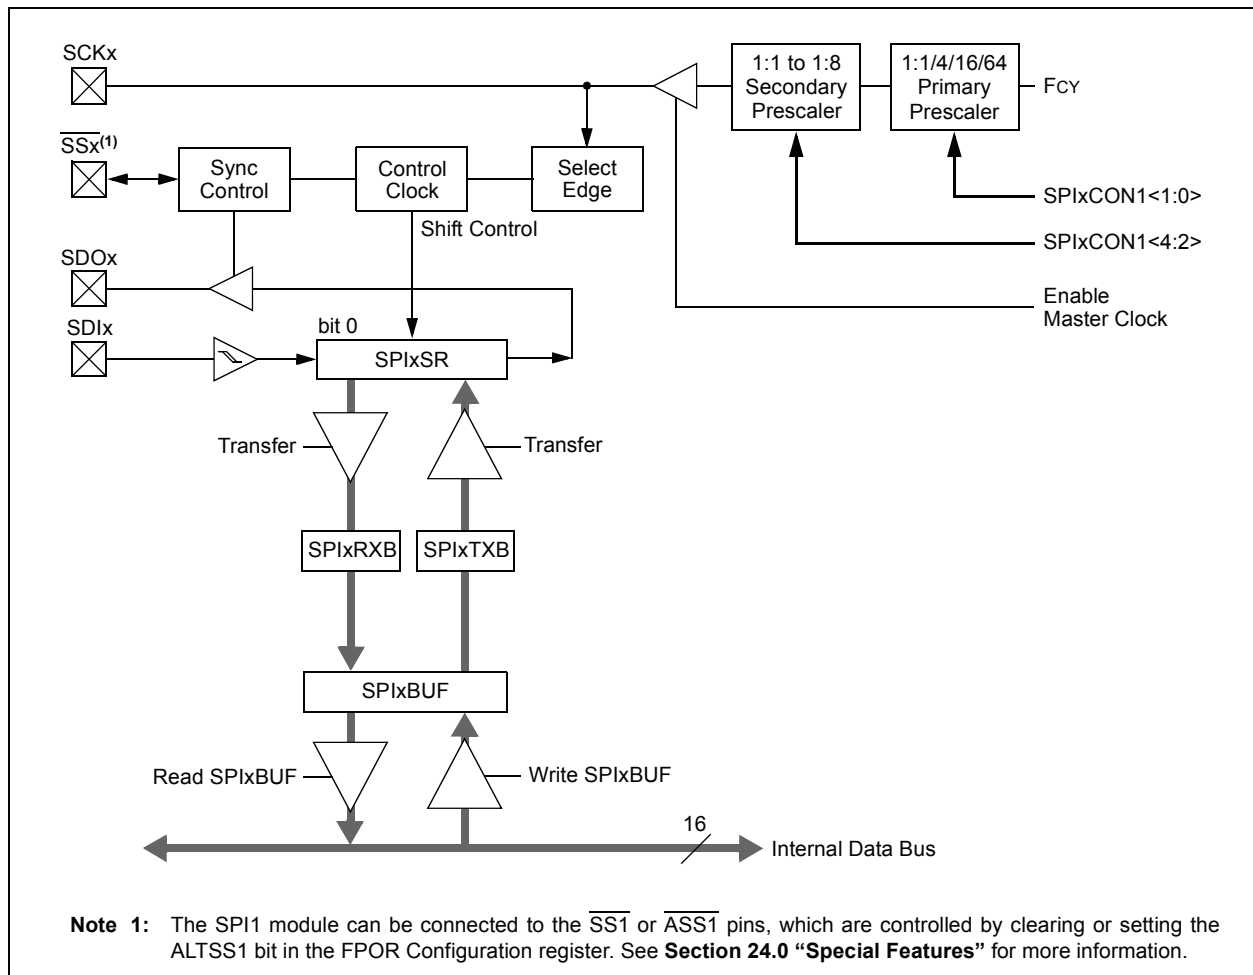 SCKx
1:1 to 1:8
Secondary
Prescaler
1:1/4/16/64
Primary
Prescaler
FCY
SSx(1)
Sync
Control
Control
Clock
Select
Edge
SPIxCON1<1:0>
Shift Control
SPIxCON1<4:2>
SDOx
Enable
Master Clock
SDIx
bit 0
SPIxSR
Transfer
Transfer
SPIxRXB
SPIxTXB
SPIxBUF
Read SPIxBUF
Write SPIxBUF
16
Internal Data Bus
Note 1: The SPI1 module can be connected to the SS1 or ASS1 pins, which are controlled by clearing or setting the
ALTSS1 bit in the FPOR Configuration register. See Section 24.0 “Special Features” for more information.